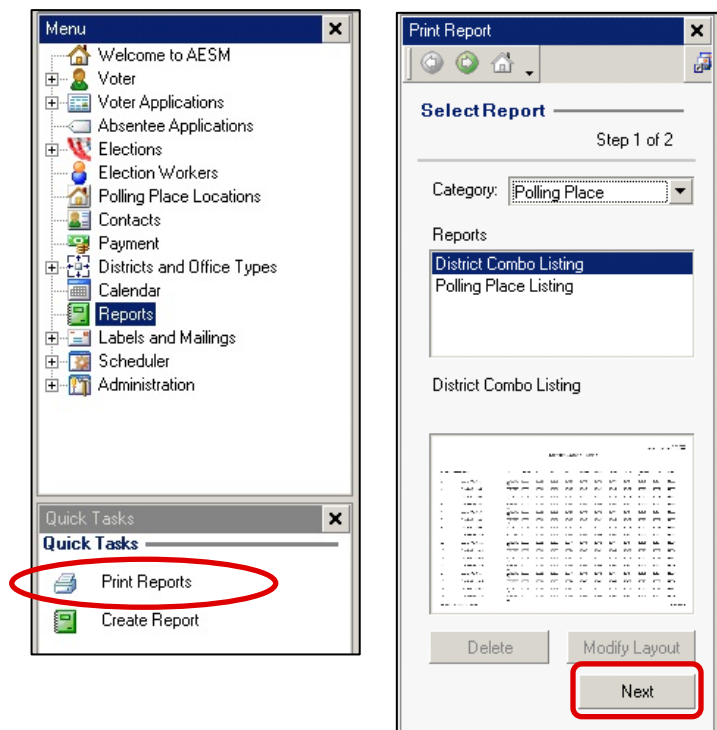 Menu
Welcome to AESM
Voter
Voter Applications
Absentee Applications
Elections
Election Workers
Polling Place Locations
Contacts
Payment
Districts and Office Types
Calendar
Reports
Labels and Mailings
Scheduler
Administration
Quick Tasks
Quick Tasks
Print Reports
Create Report
Print Report
Select Report
Step 1 of 2
Category: Polling Place
Reports
District Combo Listing
Polling Place Listing
District Combo Listing
Delete Modify Layout
Next